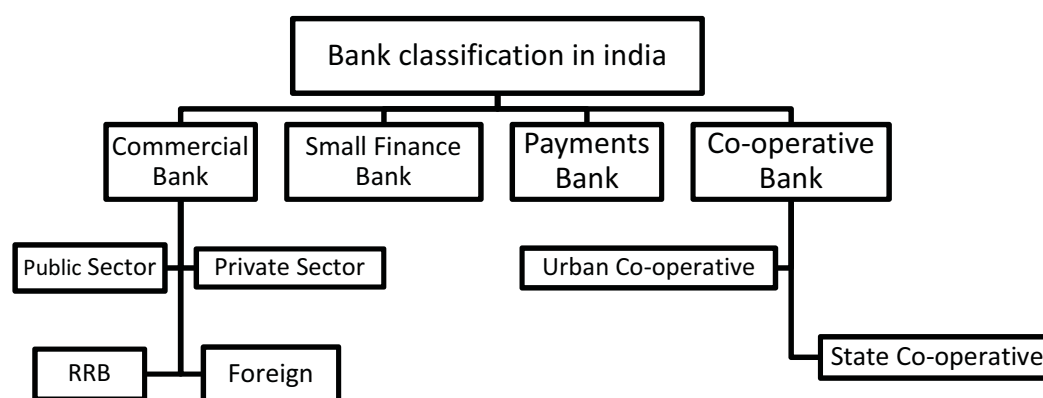 Bank classification in india
Commercial
Bank
Small Finance
Bank
Payments
Bank
Co-operative
Bank
Public Sector
Private Sector
Urban Co-operative
RRB
Foreign
State Co-operative